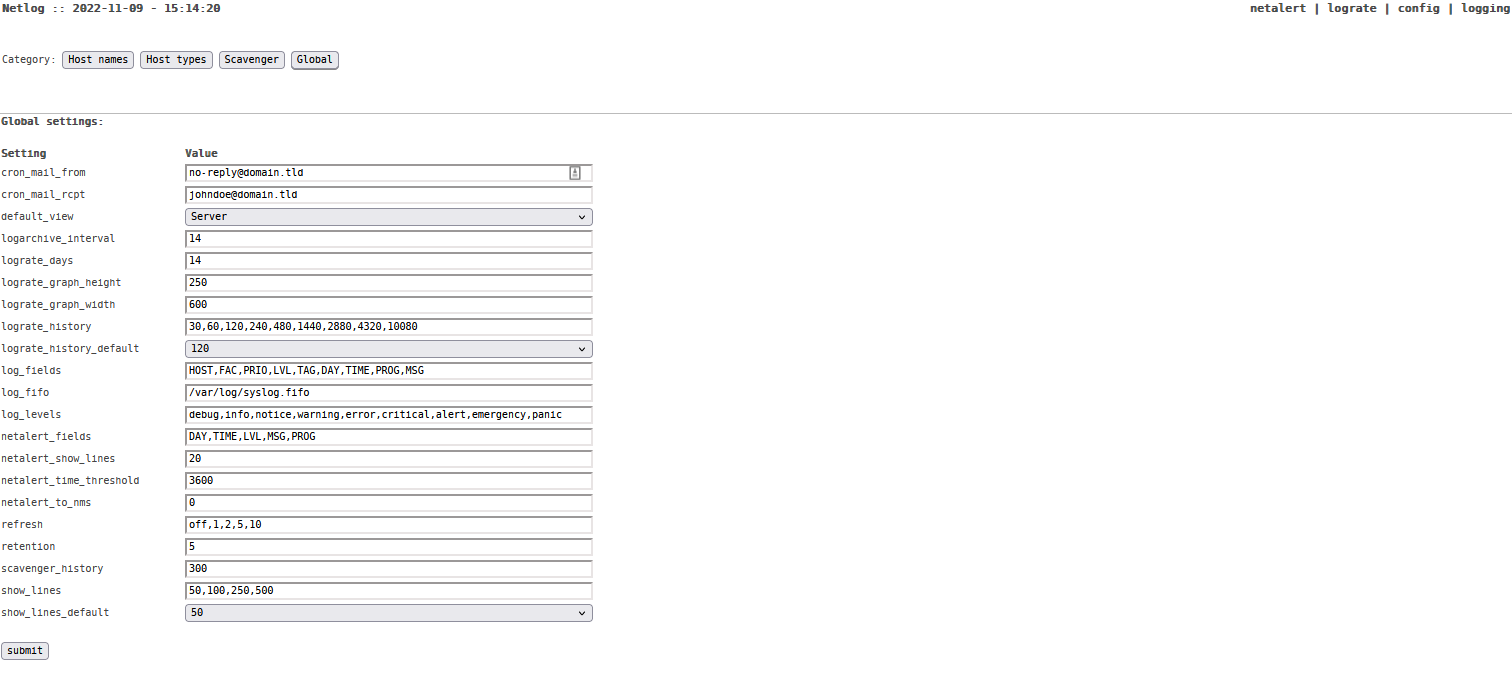 Netlog :: 2022-11-09 - 15:14:20 netalert | lograte | config | logging
Category: Host names Host types Scavenger Global
Global settings:
Setting Value
cron_mail_from no-reply@domain.tld
cron_mail_rcpt johndoe@domain.tld
default_view Server
logarchive_interval 14
lograte_days 14
lograte_graph_height 250
lograte_graph_width 600
lograte_history 30,60,120,240,480,1440,2880,4320,10080
lograte_history_default 120
log_fields HOST,FAC,PRIO,LVL,TAG,DAY,TIME,PROG,MSG
log_fifo /var/log/syslog.fifo
log_levels debug,info,notice,warning,error,critical,alert,emergency,panic
netalert_fields DAY,TIME,LVL,MSG,PROG
netalert_show_lines 20
netalert_time_threshold 3600
netalert_to_nms 0
refresh off,1,2,5,10
retention 5
scavenger_history 300
show_lines 50,100,250,500
show_lines_default 50
submit